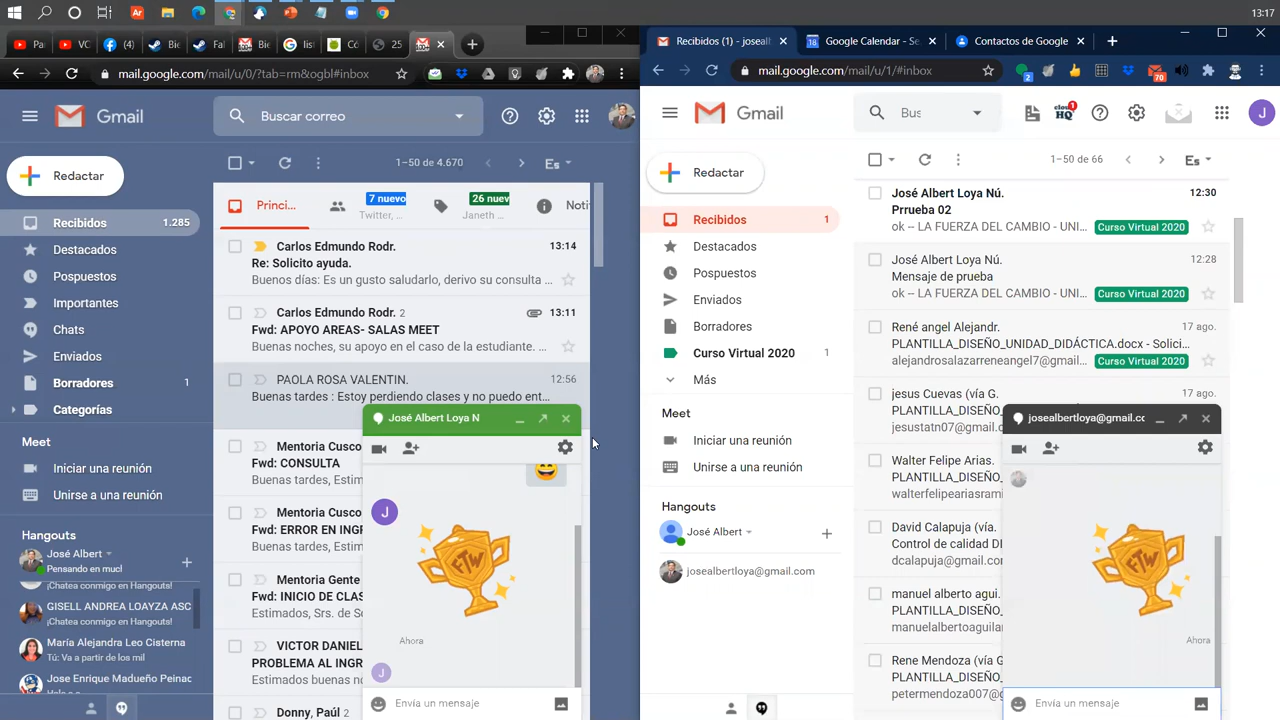 13:17
Pa
VC
(4)
Bie
Fal
Bie
lis
Có
25
mail.google.com/mail/u/0/?tab=rm&ogbl#inbox
Gmail
Buscar correo
Redactar
1–50 de 4.670
Es
Princi...
7 nuevo
Twitter, ...
26 nuev
Janeth ...
Noti
Recibidos 1.285
Destacados
Pospuestos
Importantes
Chats
Enviados
Borradores 1
Categorías
Meet
Iniciar una reunión
Unirse a una reunión
Hangouts
José Albert
Pensando en mucl
¡Chatea conmigo en Hangouts!
GISELL ANDREA LOAYZA ASC
¡Chatea conmigo en Hangouts!
María Alejandra Leo Cisterna
Tú: Va a partir de los mil
Jose Enrique Madueño Peinac
Carlos Edmundo Rodr. 13:14
Re: Solicito ayuda.
Buenos días: Es un gusto saludarlo, derivo su consulta ...
Carlos Edmundo Rodr. 2 13:11
Fwd: APOYO AREAS- SALAS MEET
Buenas noches, su apoyo en el caso de la estudiante. ...
PAOLA ROSA VALENTIN. 12:56
Buenas tardes : Estoy perdiendo clases y no puedo ent...
Mentoria Cusco
Fwd: CONSULTA
Buenas tardes, Estim
Mentoria Cusco
Fwd: ERROR EN INGR
Buenas tardes, Estim
Mentoria Gente
Fwd: INICIO DE CLAS
Estimados, Srs. de S
VICTOR DANIEL
PROBLEMA AL INGR
Estimados buenas no
Donny, Paúl 2
José Albert Loya N
J
FTW
Ahora
J
Envía un mensaje
Recibidos (1) - joseal
Google Calendar - Se
Contactos de Google
mail.google.com/mail/u/1/#inbox
2
70
Gmail
Bus
cloud
HQ
1
J
Redactar
1–50 de 66
Es
Recibidos 1
Destacados
Pospuestos
Enviados
Borradores
Curso Virtual 2020 1
Más
Meet
Iniciar una reunión
Unirse a una reunión
Hangouts
José Albert
josealbertloya@gmail.com
José Albert Loya Nú. 12:30
Prrueba 02
ok -- LA FUERZA DEL CAMBIO - UNI... Curso Virtual 2020
José Albert Loya Nú. 12:28
Mensaje de prueba
ok -- LA FUERZA DEL CAMBIO - UNI... Curso Virtual 2020
René angel Alejandr. 17 ago.
PLANTILLA_DISEÑO_UNIDAD_DIDÁCTICA.docx - Solici...
alejandrosalazarreneangel7@gmail... Curso Virtual 2020
jesus Cuevas (vía G. 17 ago.
PLANTILLA_DISEÑO_
jesustatn07@gmail.
Walter Felipe Arias.
PLANTILLA_DISEÑO_
walterfelipeariasram
David Calapuja (vía.
Control de calidad DI
dcalapuja@gmail.co
manuel alberto agui.
PLANTILLA_DISEÑO_
manuelalbertoaguilar
Rene Mendoza (vía G
PLANTILLA_DISEÑO_
petermendoza007@g
josealbertloya@gmail.cc
FTW
Ahora
Envía un mensaje